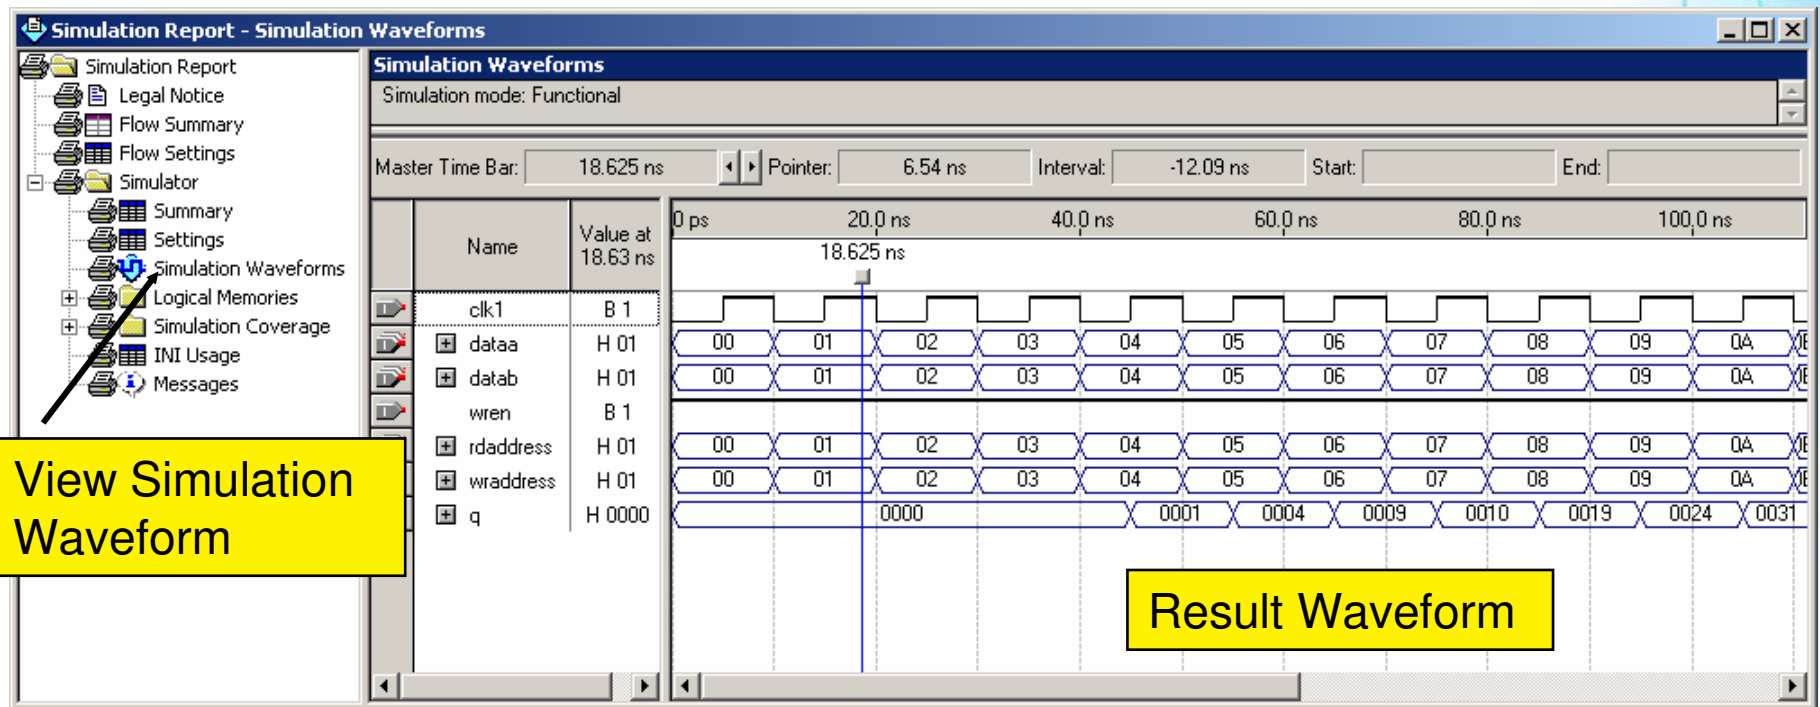 Simulation Report - Simulation Waveforms
Simulation Report
Legal Notice
Flow Summary
Flow Settings
Simulator
Summary
Settings
Simulation Waveforms
Logical Memories
Simulation Coverage
INI Usage
Messages
View Simulation
Waveform
Simulation Waveforms
Simulation mode: Functional
Master Time Bar: 18.625 ns Pointer: 6.54 ns Interval: -12.09 ns Start: End:
Name Value at 18.63 ns
0 ps 20.0 ns 40.0 ns 60.0 ns 80.0 ns 100.0 ns
18.625 ns
clk1 B 1
dataa H 01 00 01 02 03 04 05 06 07 08 09 0A
datab H 01 00 01 02 03 04 05 06 07 08 09 0A
wren B 1
rdaddress H 01 00 01 02 03 04 05 06 07 08 09 0A
wraddress H 01 00 01 02 03 04 05 06 07 08 09 0A
q H 0000 0000 0001 0004 0009 0010 0019 0024 0031
Result Waveform